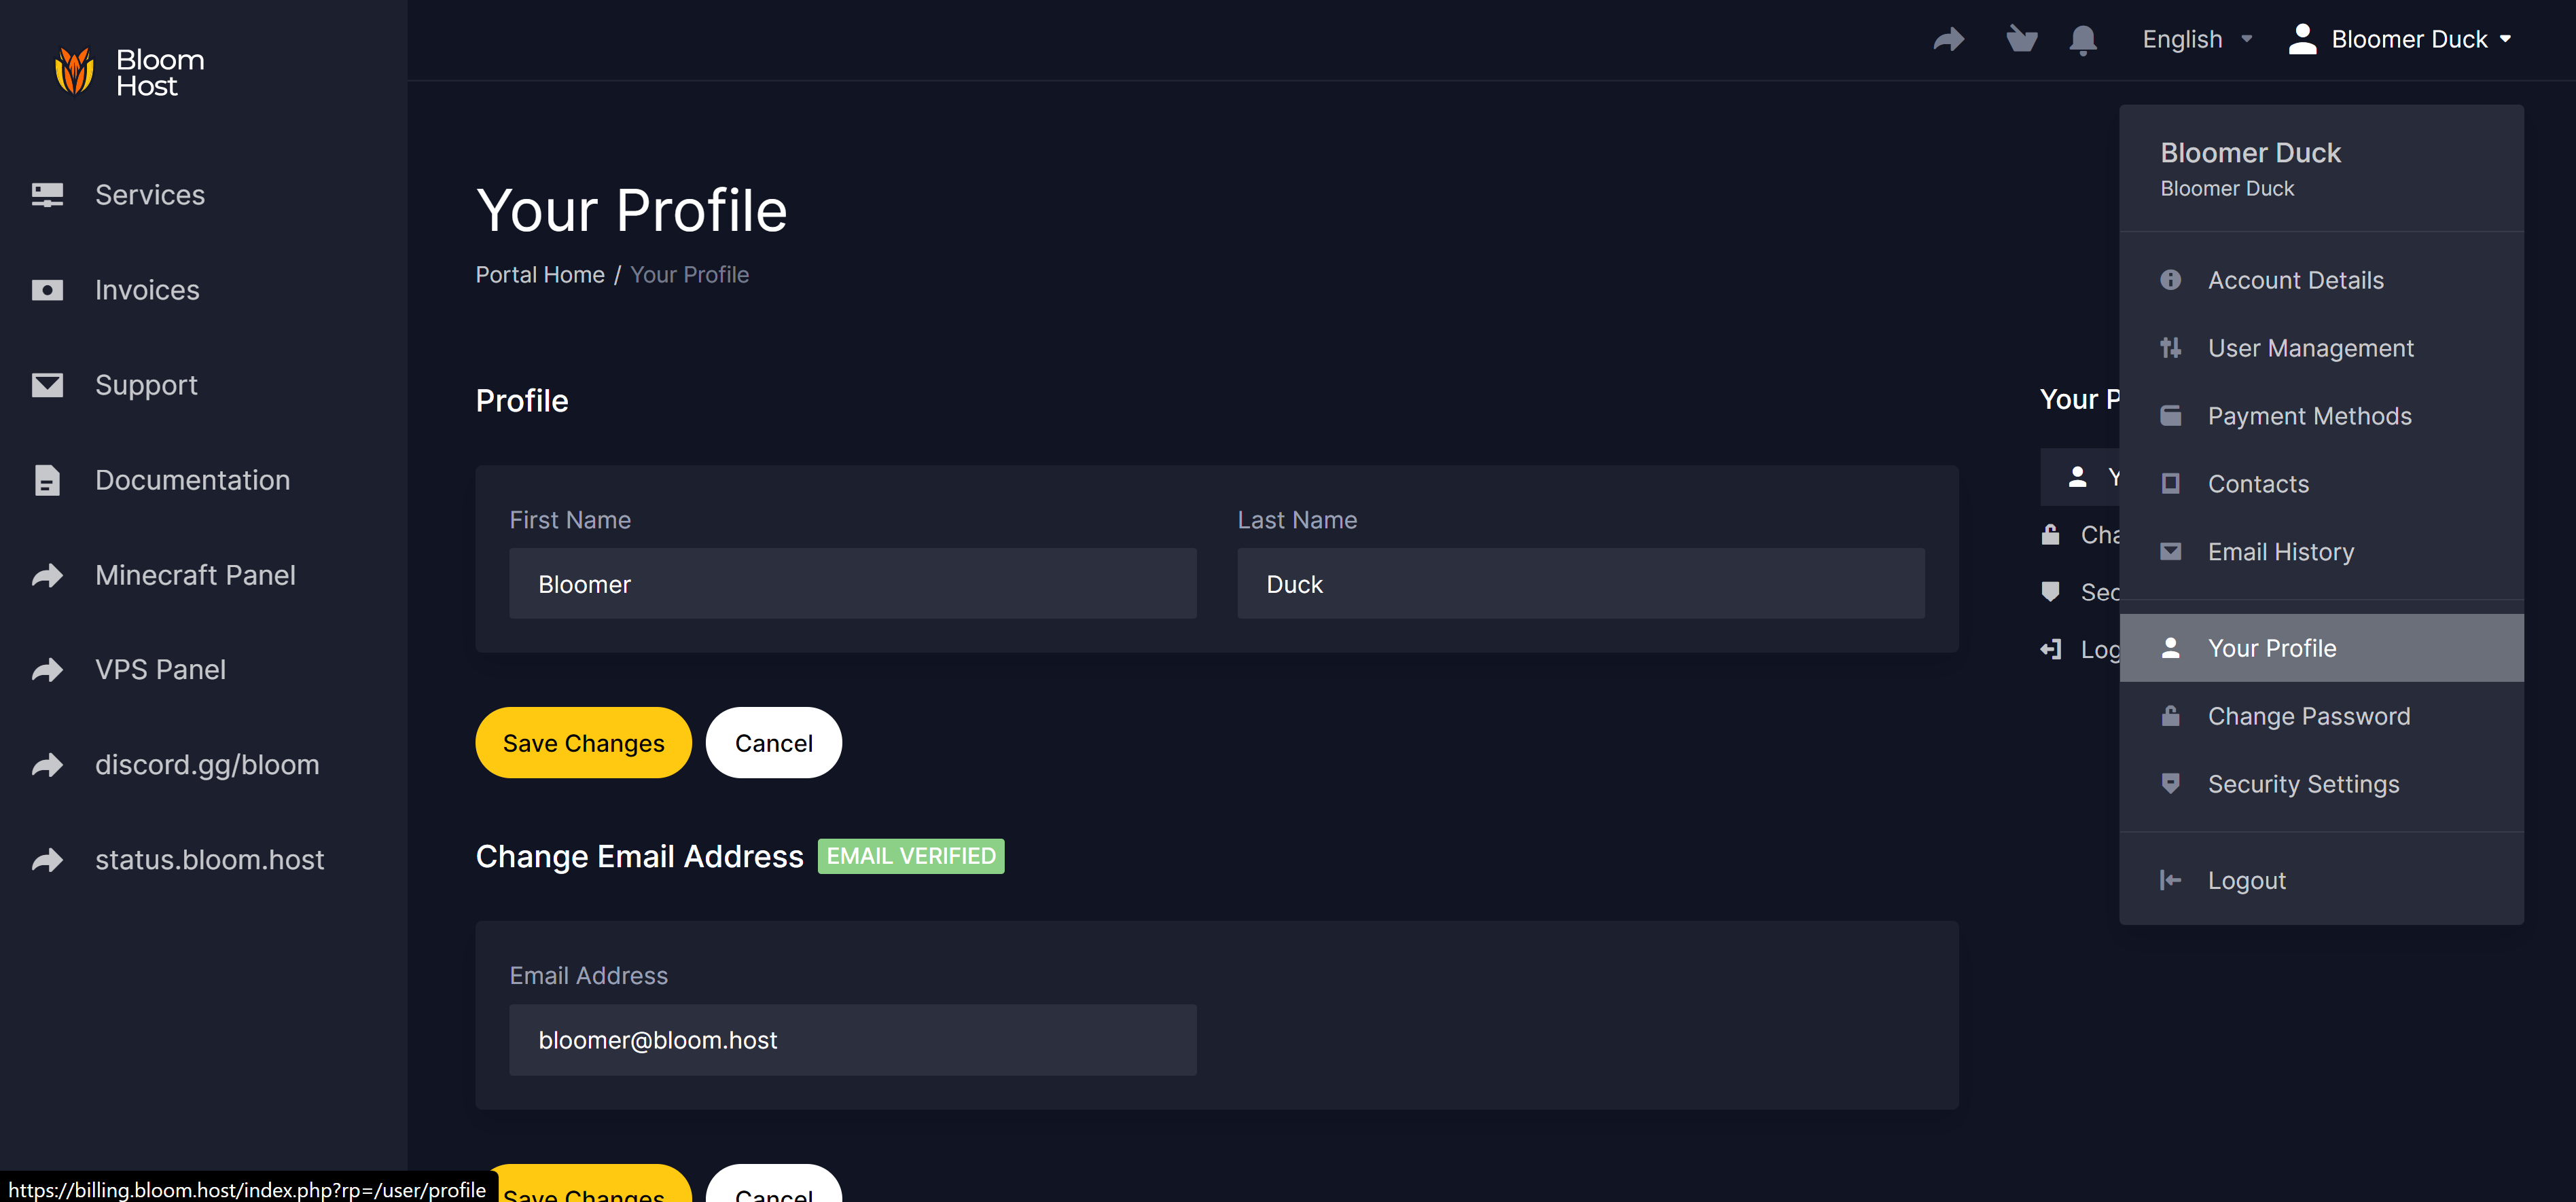 Bloom
Host
Services
Invoices
Support
Documentation
Minecraft Panel
VPS Panel
discord.gg/bloom
status.bloom.host
English
Bloomer Duck
Your Profile
Portal Home / Your Profile
Profile
First Name
Last Name
Bloomer
Duck
Save Changes
Cancel
Change Email Address
EMAIL VERIFIED
Email Address
bloomer@bloom.host
Save Changes
Cancel
Your P
Y
Cha
Sec
Log
Bloomer Duck
Bloomer Duck
Account Details
User Management
Payment Methods
Contacts
Email History
Your Profile
Change Password
Security Settings
Logout
https://billing.bloom.host/index.php?rp=/user/profile